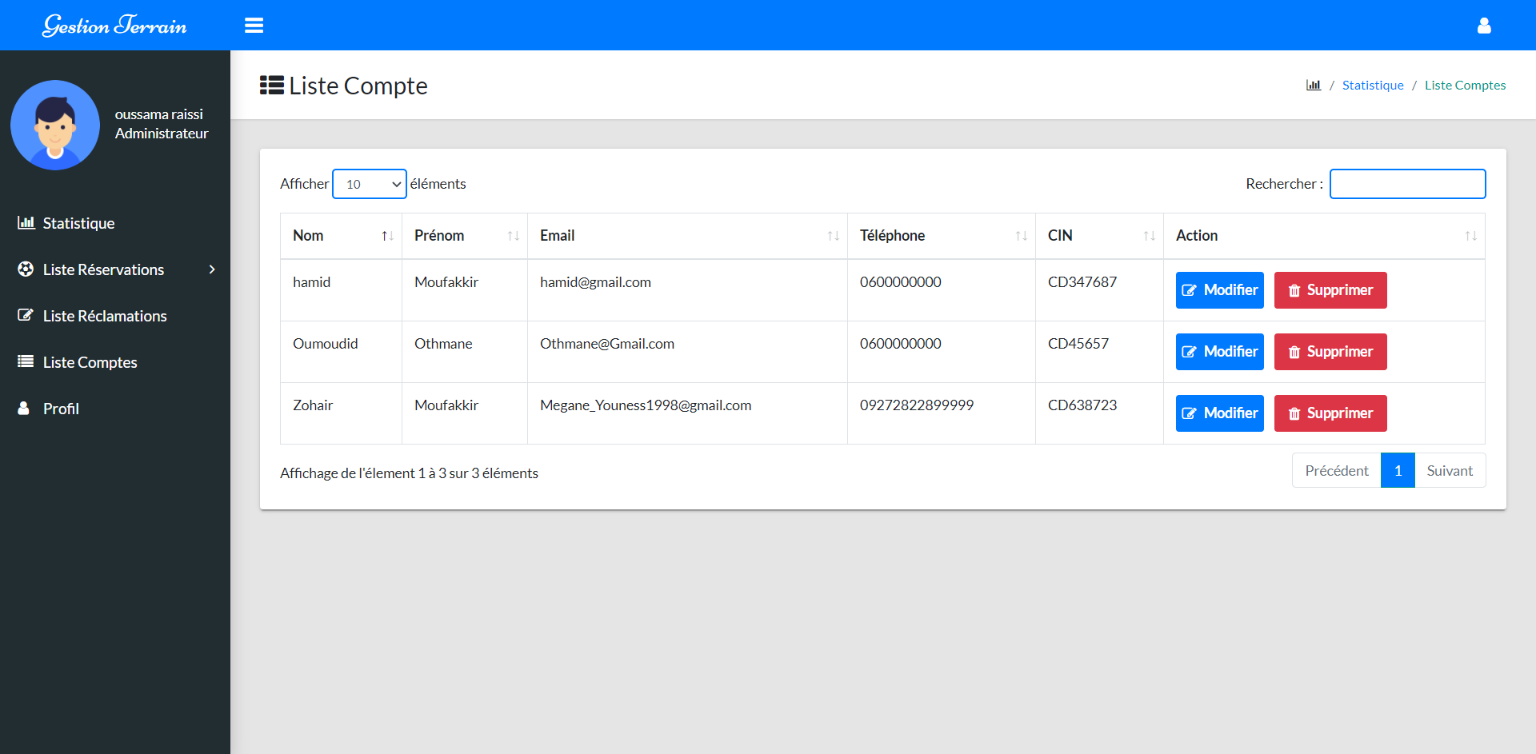 Gestion Terrain
oussama raissi
Administrateur
Statistique
Liste Réservations
Liste Réclamations
Liste Comptes
Profil
Liste Compte
/ Statistique / Liste Comptes
Afficher 10 éléments
Rechercher :
Nom Prénom Email Téléphone CIN Action
hamid Moufakkir hamid@gmail.com 0600000000 CD347687 Modifier Supprimer
Oumoudid Othmane Othmane@Gmail.com 0600000000 CD45657 Modifier Supprimer
Zohair Moufakkir Megane_Youness1998@gmail.com 09272822899999 CD638723 Modifier Supprimer
Affichage de l'élement 1 à 3 sur 3 éléments
Précédent 1 Suivant